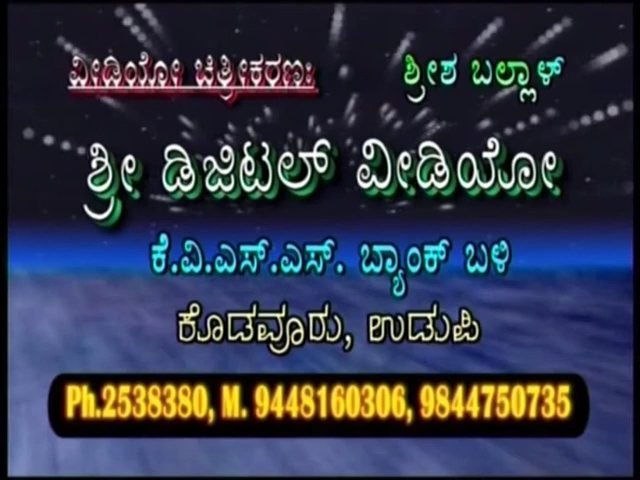 ವೀಡಿಯೋ ಚಿತ್ರೀಕರಣ: ಶ್ರೀಶ ಬಲ್ಲಾಳ್
ಶ್ರೀ ಡಿಜಿಟಲ್ ವೀಡಿಯೋ
ಕೆ.ವಿ.ಎಸ್.ಎಸ್. ಬ್ಯಾಂಕ್ ಬಳಿ
ಕೊಡವೂರು, ಉಡುಪಿ
Ph.2538380, M. 9448160306, 9844750735